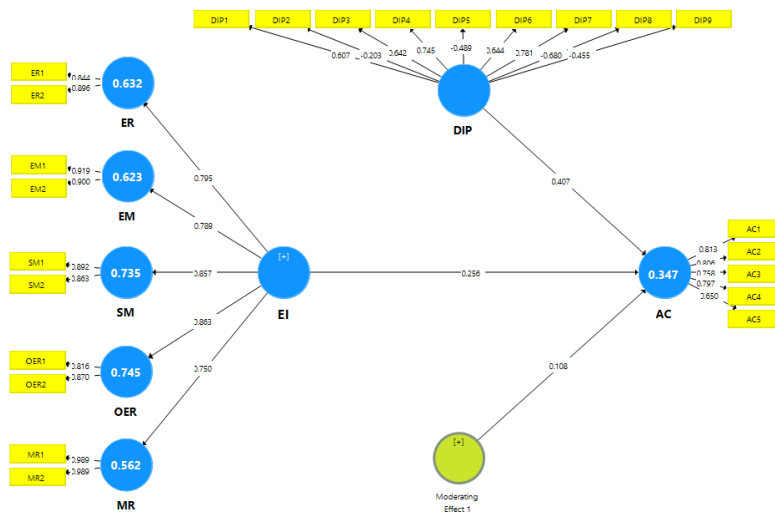 DIP1 DIP2 DIP3 DIP4 DIP5 DIP6 DIP7 DIP8 DIP9
0.607 -0.203 0.642 0.745 -0.489 0.644 0.781 -0.680 -0.455
DIP
ER1
ER2
0.844
0.896
0.632
ER
EM1
EM2
0.919
0.900
0.623
EM
SM1
SM2
0.892
0.863
0.735
SM
OER1
OER2
0.816
0.870
0.745
OER
MR1
MR2
0.989
0.989
0.562
MR
0.795
0.789
0.857
0.863
0.750
[+]
EI
0.256
0.407
0.108
0.347
AC
0.813
0.806
0.758
0.797
0.650
AC1
AC2
AC3
AC4
AC5
[+]
Moderating
Effect 1